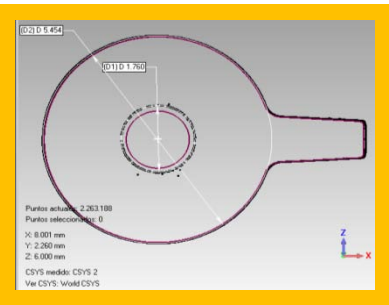 (D2) D 5.454
(D1) D 1.760
Puntos actuales: 2.263.188
Puntos seleccionados: 0
X: 8.001 mm
Y: 2.260 mm
Z: 6.000 mm
CSYS medido: CSYS 2
Ver CSYS: World CSYS
Z
X